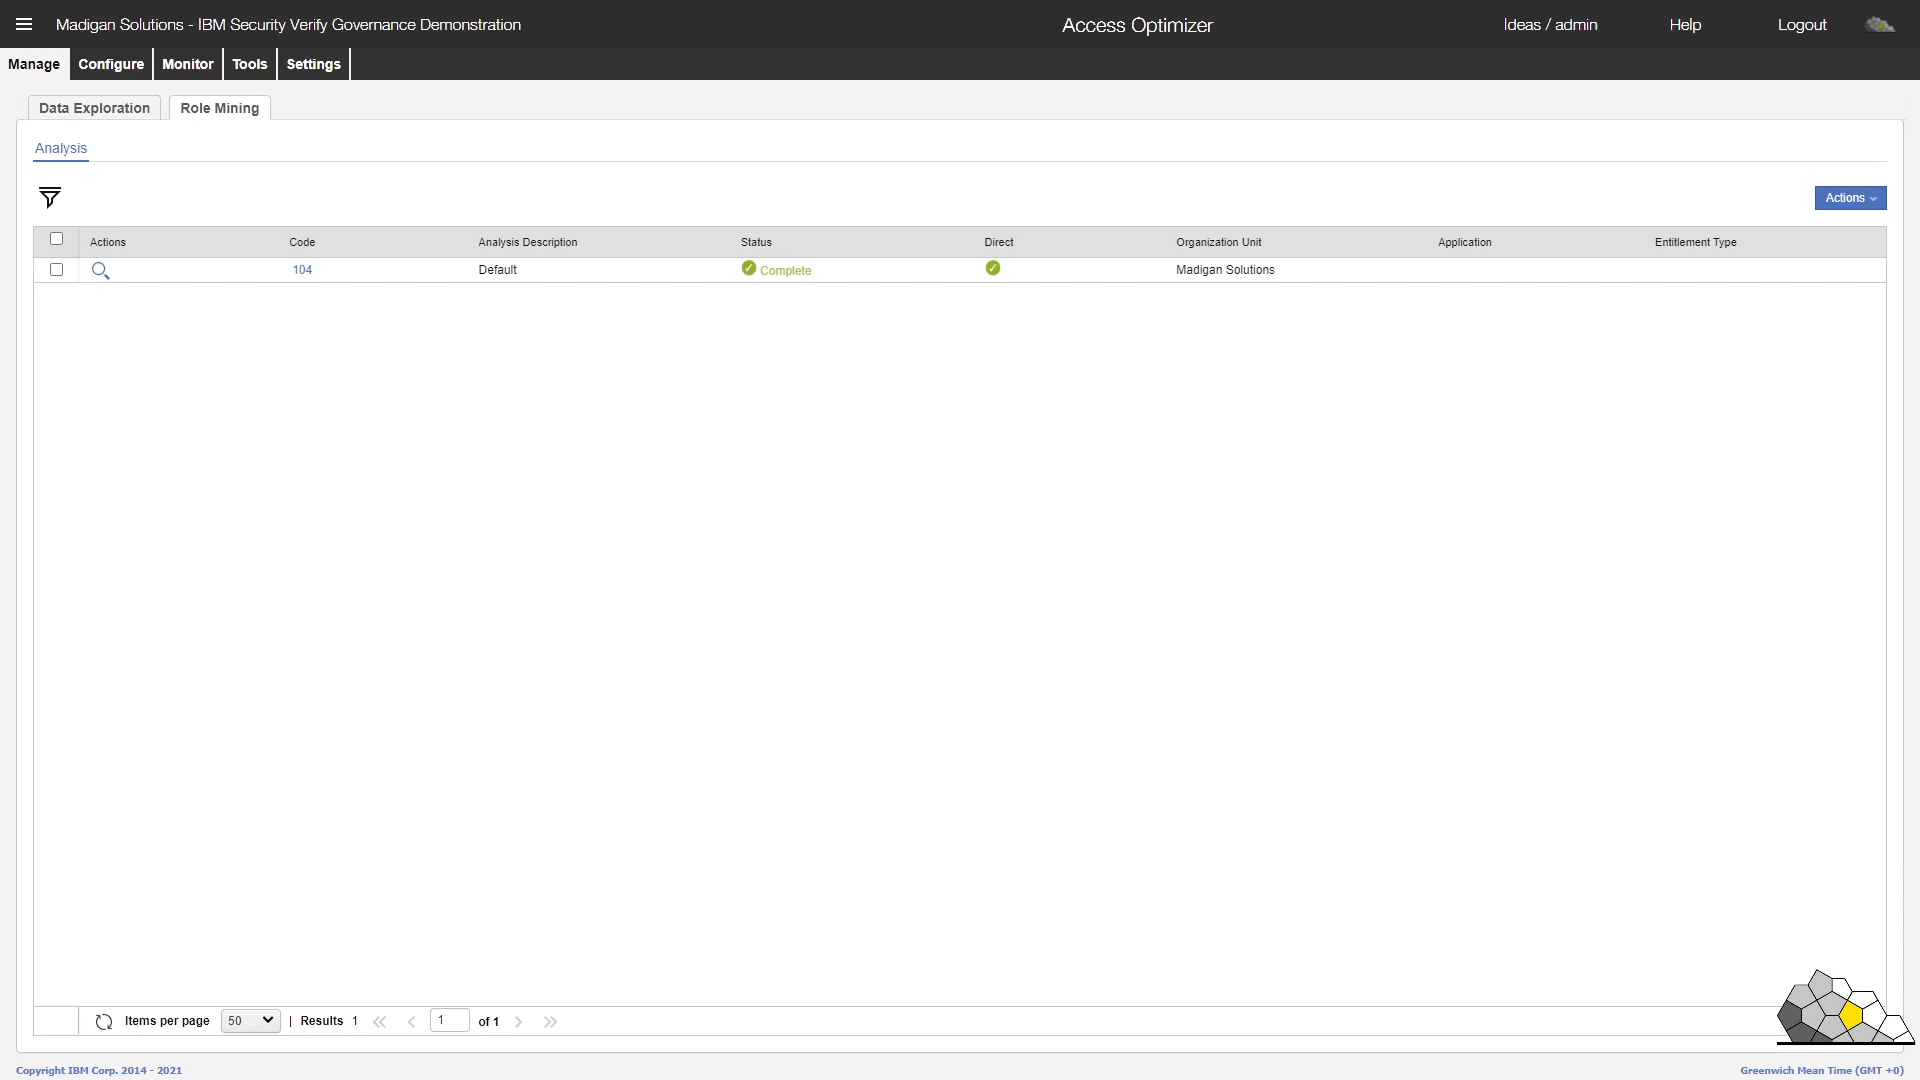 Madigan Solutions - IBM Security Verify Governance Demonstration
Access Optimizer
Ideas / admin
Help
Logout
Manage
Configure
Monitor
Tools
Settings
Data Exploration
Role Mining
Analysis
Actions
Actions Code Analysis Description Status Direct Organization Unit Application Entitlement Type
104 Default Complete Madigan Solutions
Items per page 50 | Results 1 1 of 1
Copyright IBM Corp. 2014 - 2021
Greenwich Mean Time (GMT +0)